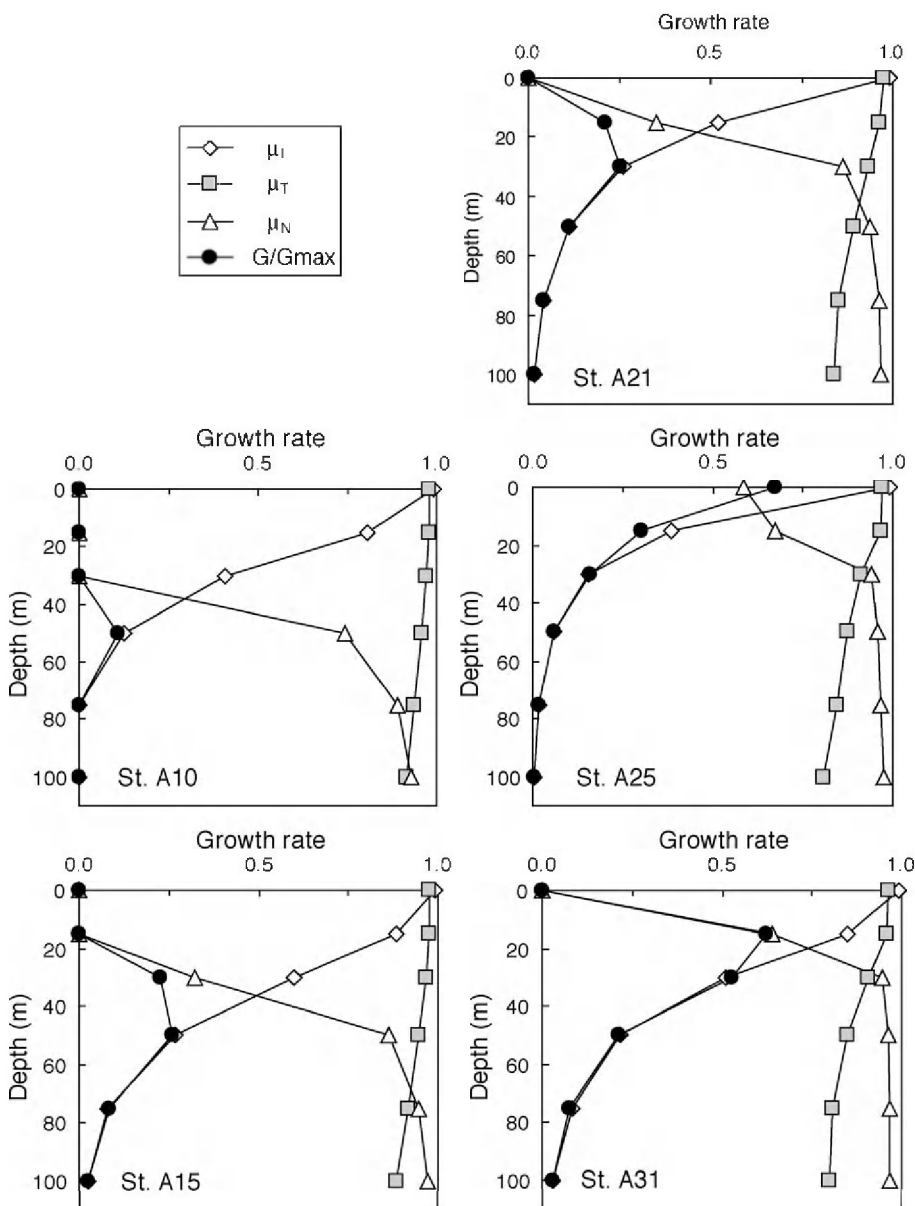 Growth rate
0.0 0.5 1.0
μI
μT
μN
G/Gmax
0
20
40
60
80
100
Depth (m)
St. A21
Growth rate
0.0 0.5 1.0
0
20
40
60
80
100
Depth (m)
St. A10
Growth rate
0.0 0.5 1.0
0
20
40
60
80
100
Depth (m)
St. A25
Growth rate
0.0 0.5 1.0
0
20
40
60
80
100
Depth (m)
St. A15
Growth rate
0.0 0.5 1.0
0
20
40
60
80
100
Depth (m)
St. A31